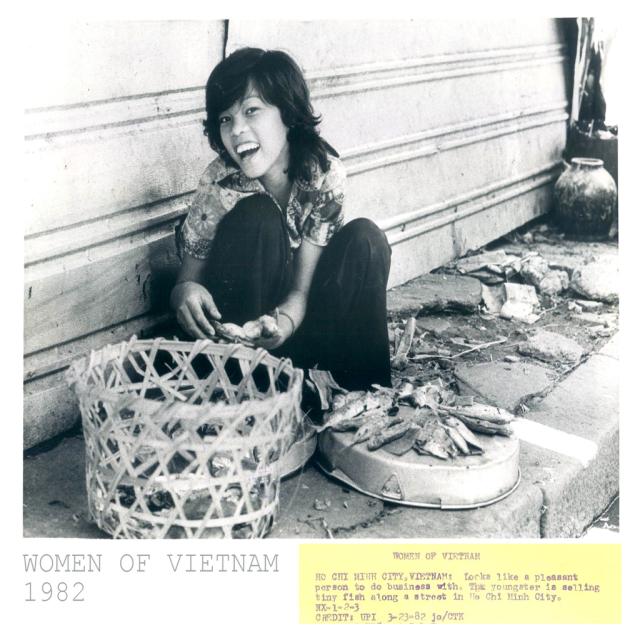 WOMEN OF VIETNAM
1982
WOMEN OF VIETNAM
HO CHI MINH CITY, VIETNAM: Looks like a pleasant
person to do business with. The youngster is selling
tiny fish along a street in Ho Chi Minh City.
NX-1-2-3
CREDIT: UPI 3-23-82 jo/CTK